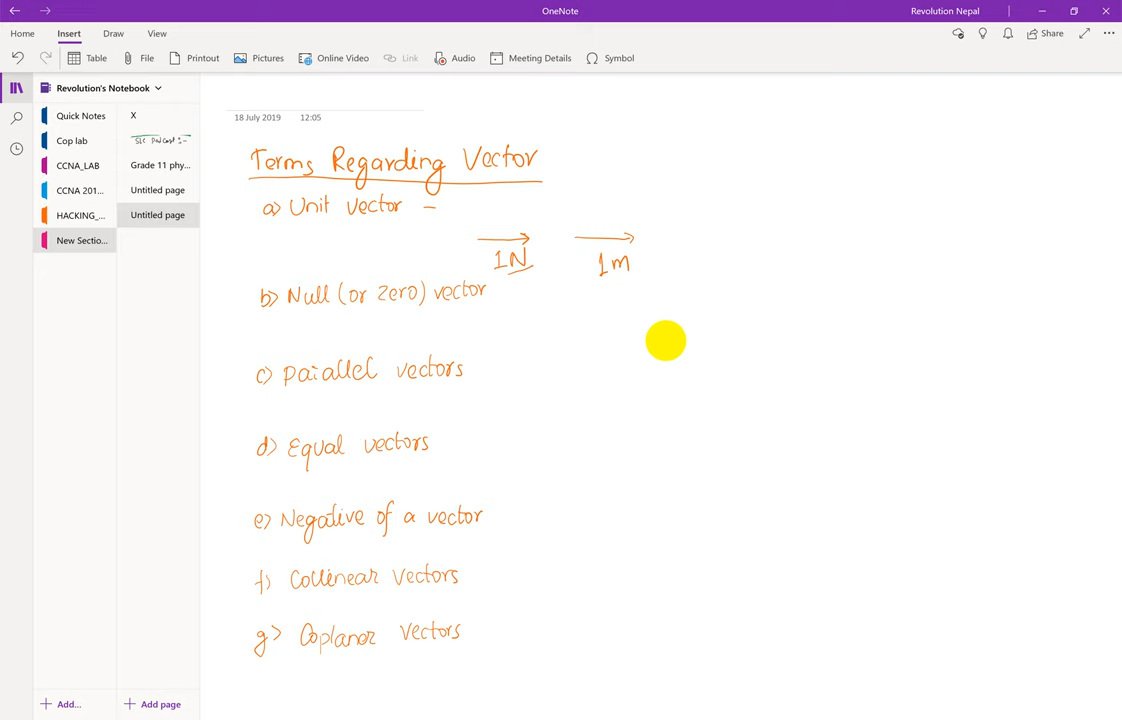 OneNote
Revolution Nepal
Home
Insert
Draw
View
Share
Table
File
Printout
Pictures
Online Video
Link
Audio
Meeting Details
Symbol
Revolution's Notebook
Quick Notes
Cop lab
CCNA_LAB
CCNA 201...
HACKING_...
New Sectio...
X
Grade 11 phy...
Untitled page
Untitled page
18 July 2019 12:05
Terms Regarding Vector
a) Unit vector -
1N 1m
b) Null (or zero) vector
c) Parallel vectors
d) Equal vectors
e) Negative of a vector
f) Collinear vectors
g) Coplanar vectors
Add...
Add page